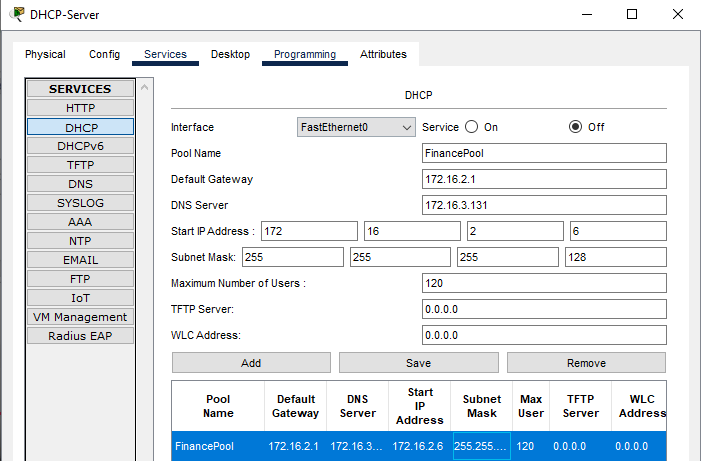 DHCP-Server
Physical Config Services Desktop Programming Attributes
SERVICES
HTTP
DHCP
DHCPv6
TFTP
DNS
SYSLOG
AAA
NTP
EMAIL
FTP
IoT
VM Management
Radius EAP
DHCP
Interface FastEthernet0 Service On Off
Pool Name FinancePool
Default Gateway 172.16.2.1
DNS Server 172.16.3.131
Start IP Address : 172 16 2 6
Subnet Mask: 255 255 255 128
Maximum Number of Users : 120
TFTP Server: 0.0.0.0
WLC Address: 0.0.0.0
Add Save Remove
Pool Name Default Gateway DNS Server Start IP Address Subnet Mask Max User TFTP Server WLC Address
FinancePool 172.16.2.1 172.16.3... 172.16.2.6 255.255.... 120 0.0.0.0 0.0.0.0